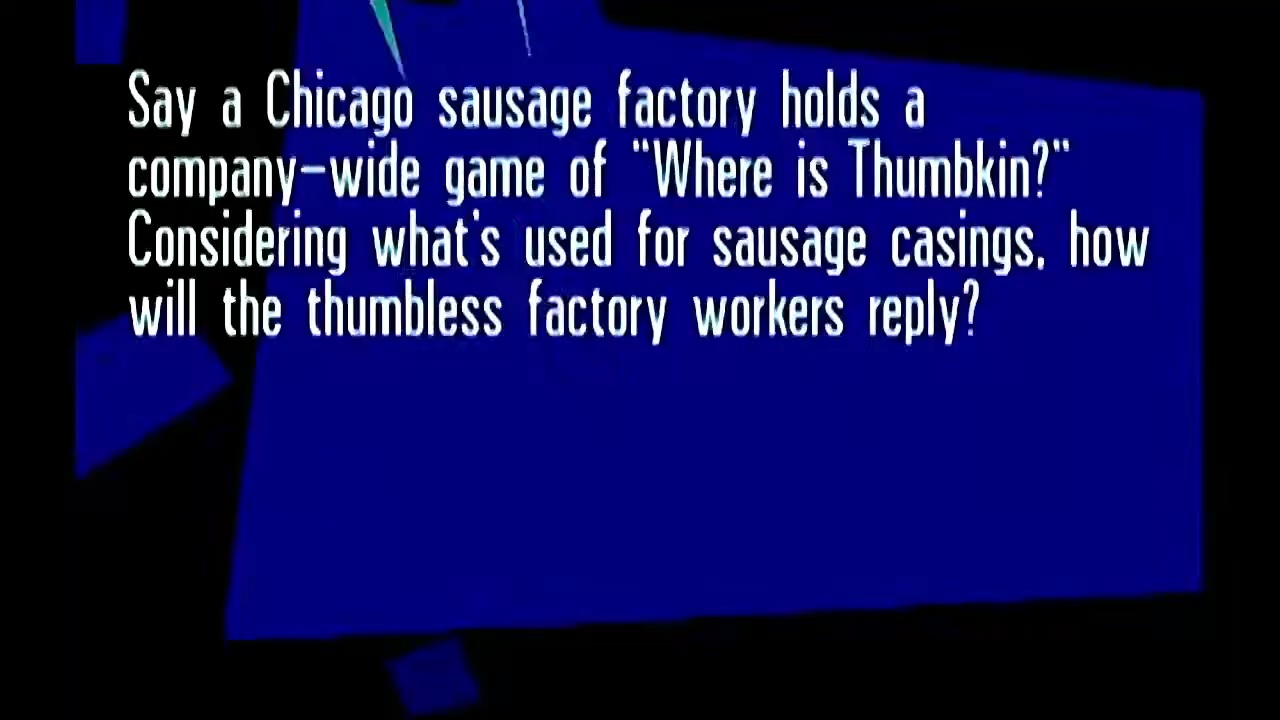 Say a Chicago sausage factory holds a
company-wide game of "Where is Thumbkin?"
Considering what's used for sausage casings, how
will the thumbless factory workers reply?